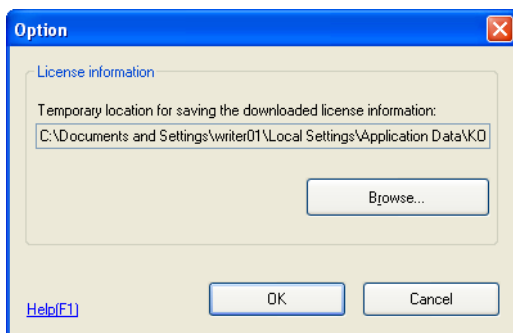 Option
License information
Temporary location for saving the downloaded license information:
C:\Documents and Settings\writer01\Local Settings\Application Data\KO
Browse...
Help(F1)
OK
Cancel